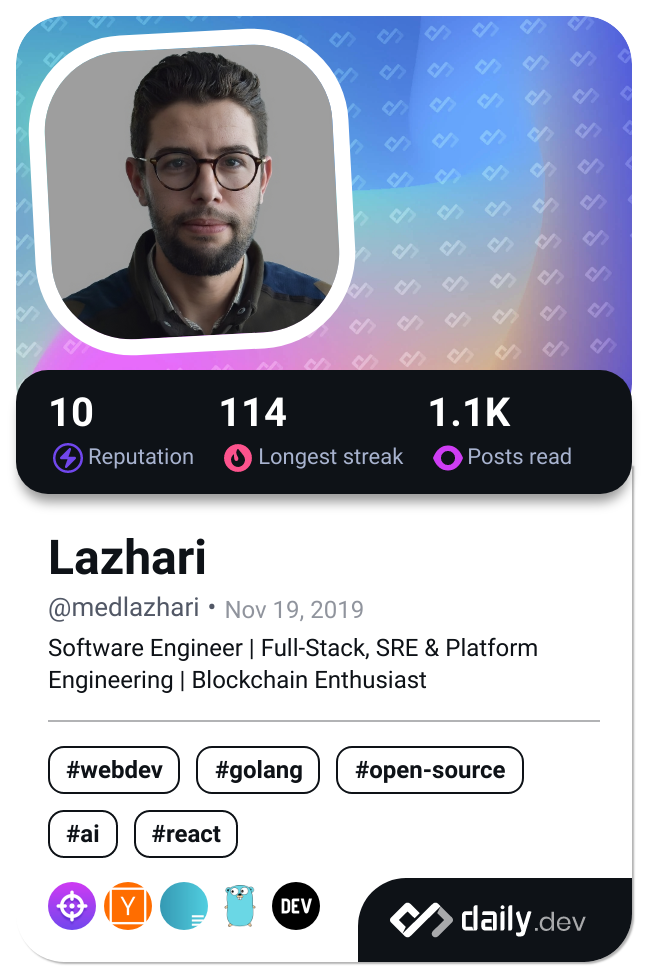 10 114 1.1K
Reputation Longest streak Posts read
Lazhari
@medlazhari • Nov 19, 2019
Software Engineer | Full-Stack, SRE & Platform
Engineering | Blockchain Enthusiast
#webdev #golang #open-source
#ai #react
Y DEV
daily.dev